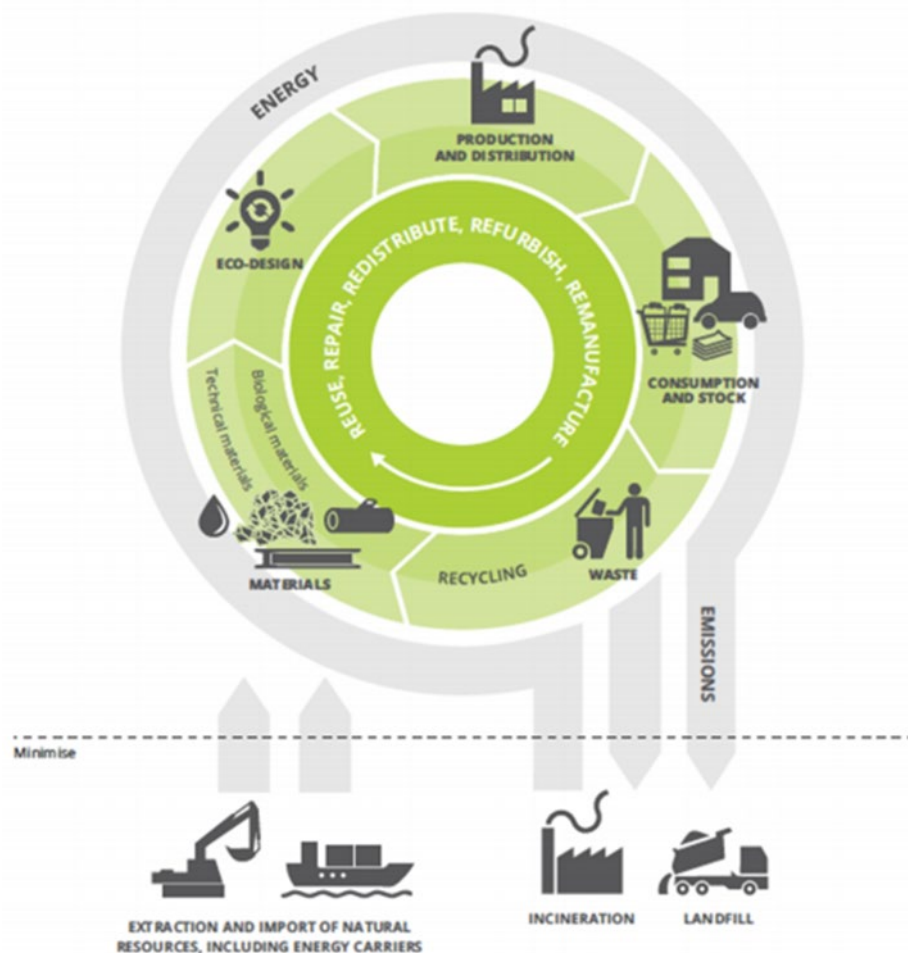 ENERGY
PRODUCTION
AND DISTRIBUTION
ECO-DESIGN
REUSE, REPAIR, REDISTRIBUTE, REFURBISH, REMANUFACTURE
CONSUMPTION
AND STOCK
Technical materials
Biological materials
MATERIALS
RECYCLING
WASTE
EMISSIONS
Minimise
EXTRACTION AND IMPORT OF NATURAL
RESOURCES, INCLUDING ENERGY CARRIERS
INCINERATION
LANDFILL